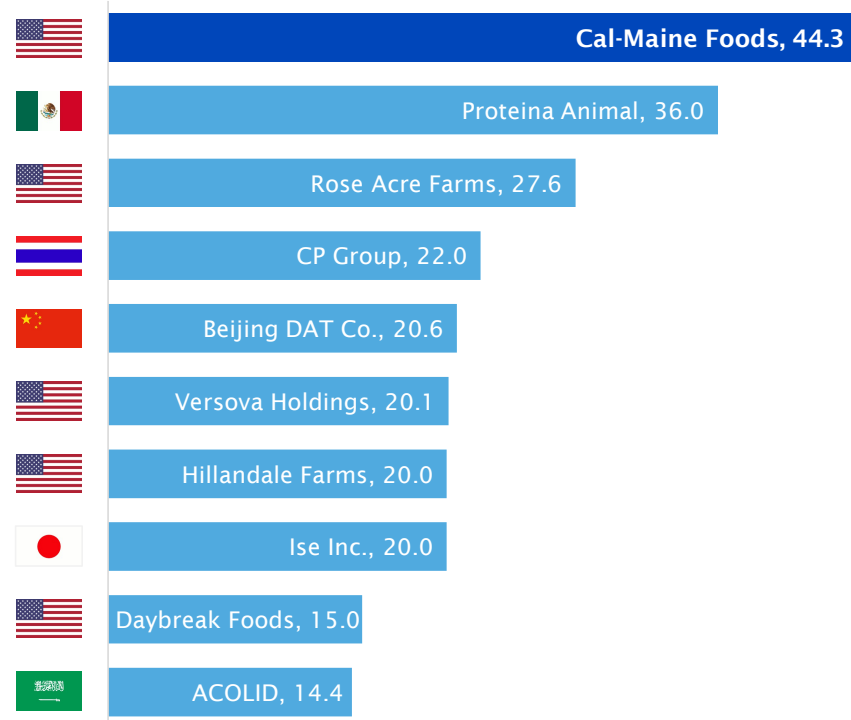 Cal-Maine Foods, 44.3
Proteina Animal, 36.0
Rose Acre Farms, 27.6
CP Group, 22.0
Beijing DAT Co., 20.6
Versova Holdings, 20.1
Hillandale Farms, 20.0
Ise Inc., 20.0
Daybreak Foods, 15.0
ACOLID, 14.4